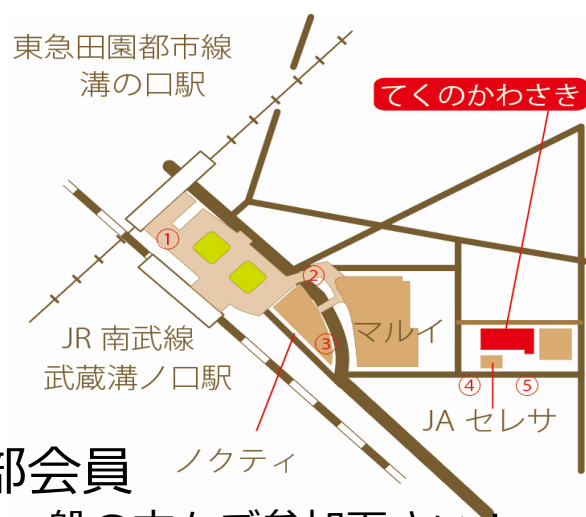 東急田園都市線
溝の口駅
てくのかわさき
①
②
マルイ
③
JR 南武線
武蔵溝ノ口駅
④
⑤
JA セレサ
ノクティ
部会員